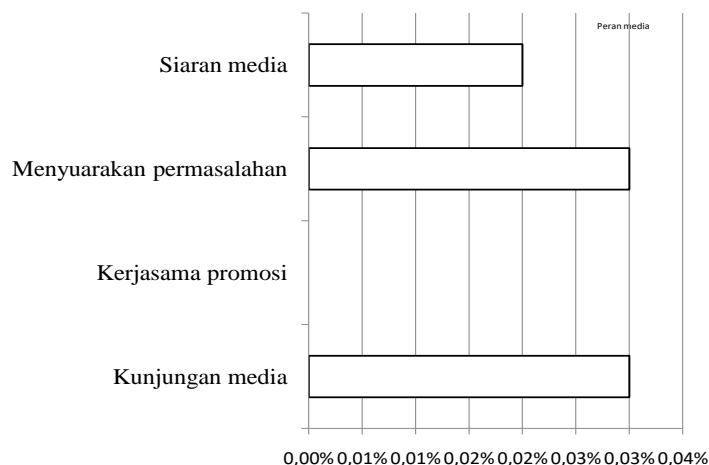 Peran media
Siaran media
Menyuarakan permasalahan
Kerjasama promosi
Kunjungan media
0,00% 0,01% 0,01% 0,02% 0,02% 0,03% 0,03% 0,04%